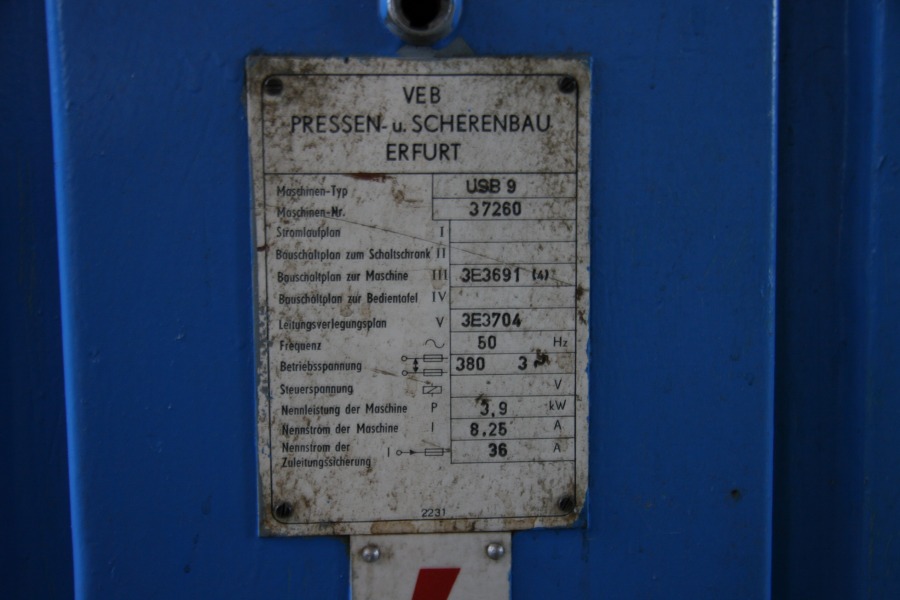 VEB
PRESSEN- u. SCHERENBAU
ERFURT
Maschinen-Typ USB 9
Maschinen-Nr. 37260
Stromlaufplan I
Bauschaltplan zum Schaltschrank II
Bauschaltplan zur Maschine III 3E3691 (4)
Bauschaltplan zur Bedientafel IV
Leitungsverlegungsplan V 3E3704
Frequenz 50 Hz
Betriebsspannung 380 3
Steuerspannung V
Nennleistung der Maschine P 3,9 kW
Nennstrom der Maschine I 8,25 A
Nennstrom der Zuleitungssicherung I 36 A
2231